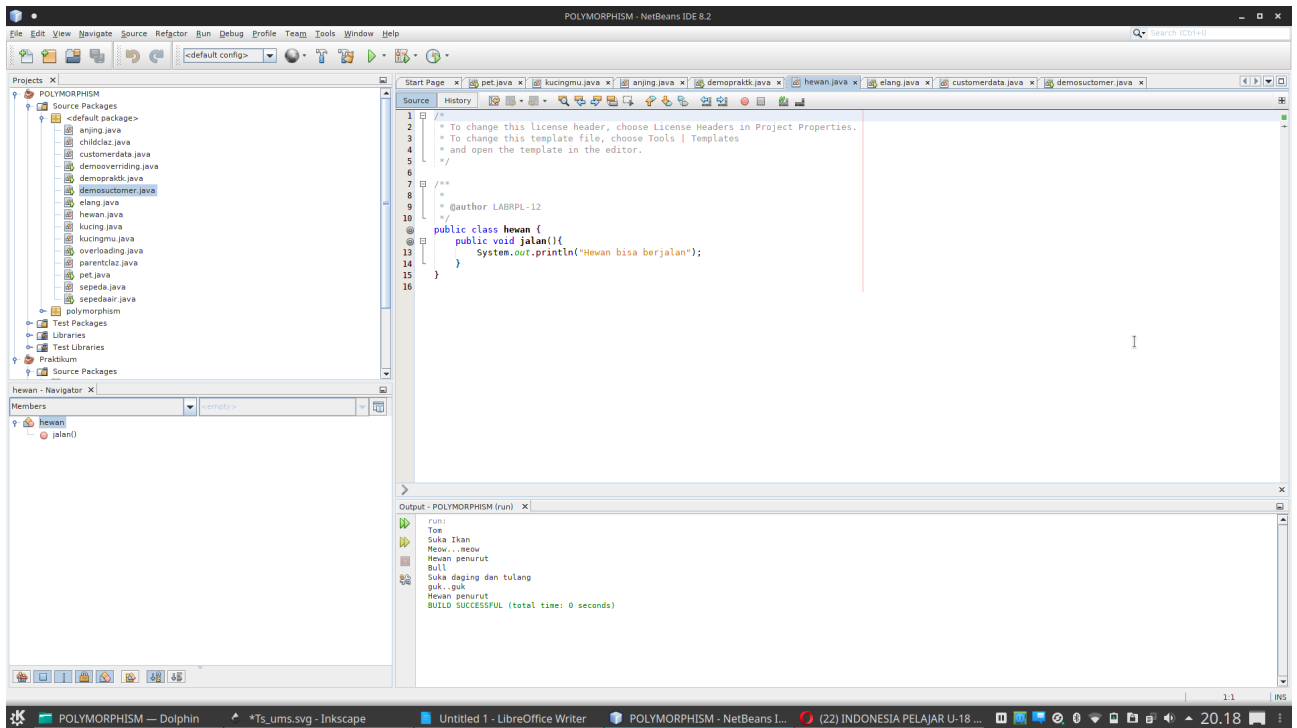 POLYMORPHISM - NetBeans IDE 8.2
File Edit View Navigate Source Refactor Run Debug Profile Team Tools Window Help
Search (Ctrl+I)
<default config>
Projects
POLYMORPHISM
Source Packages
<default package>
anjing.java
childclaz.java
customerdata.java
demooverriding.java
demopraktk.java
demosuctomer.java
elang.java
hewan.java
kucing.java
kucingmu.java
overloading.java
parentclaz.java
pet.java
sepeda.java
sepedaair.java
polymorphism
Test Packages
Libraries
Test Libraries
Praktikum
Source Packages
hewan - Navigator
Members
<empty>
hewan
jalan()
Start Page pet.java kucingmu.java anjing.java demopraktk.java hewan.java elang.java customerdata.java demosuctomer.java
Source History
1 /*
2 * To change this license header, choose License Headers in Project Properties.
3 * To change this template file, choose Tools | Templates
4 * and open the template in the editor.
5 */
6
7 /**
8 *
9 * @author LABRPL-12
10 */
public class hewan {
public void jalan(){
13 System.out.println("Hewan bisa berjalan");
14 }
15 }
16
Output - POLYMORPHISM (run)
run:
Tom
Suka Ikan
Meow...meow
Hewan penurut
Bull
Suka daging dan tulang
guk..guk
Hewan penurut
BUILD SUCCESSFUL (total time: 0 seconds)
1:1 INS
POLYMORPHISM — Dolphin
*Ts_ums.svg - Inkscape
Untitled 1 - LibreOffice Writer
POLYMORPHISM - NetBeans I...
(22) INDONESIA PELAJAR U-18 ...
20.18